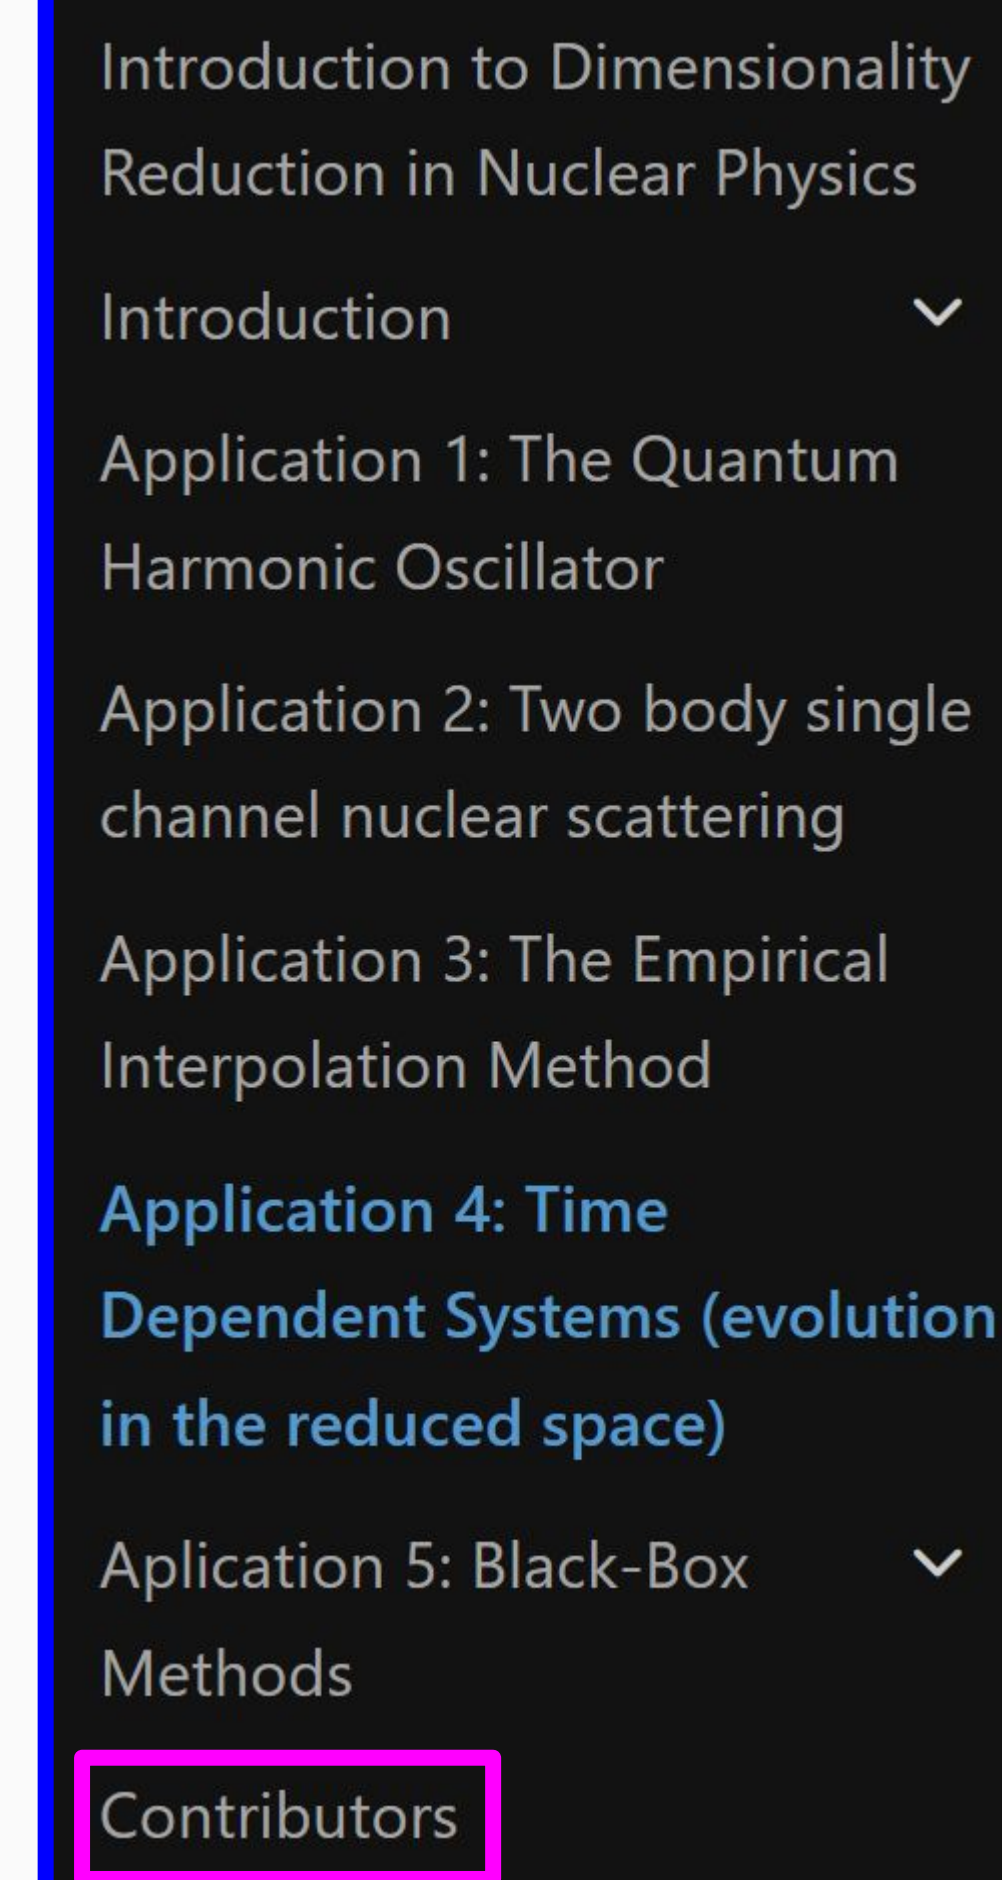 Introduction to Dimensionality
Reduction in Nuclear Physics
Introduction
Application 1: The Quantum
Harmonic Oscillator
Application 2: Two body single
channel nuclear scattering
Application 3: The Empirical
Interpolation Method
Application 4: Time
Dependent Systems (evolution
in the reduced space)
Aplication 5: Black-Box
Methods
Contributors